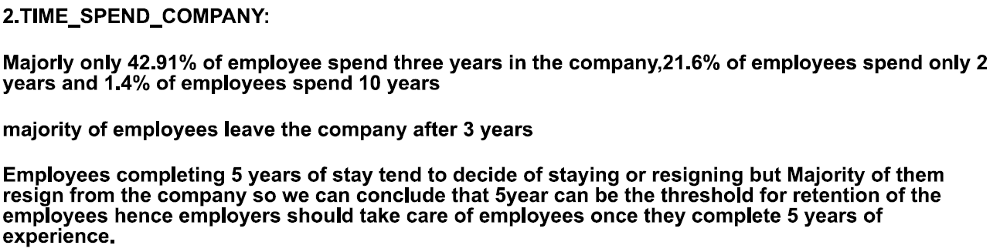 2.TIME_SPEND_COMPANY:
Majorly only 42.91% of employee spend three years in the company,21.6% of employees spend only 2
years and 1.4% of employees spend 10 years
majority of employees leave the company after 3 years
Employees completing 5 years of stay tend to decide of staying or resigning but Majority of them
resign from the company so we can conclude that 5year can be the threshold for retention of the
employees hence employers should take care of employees once they complete 5 years of
experience.